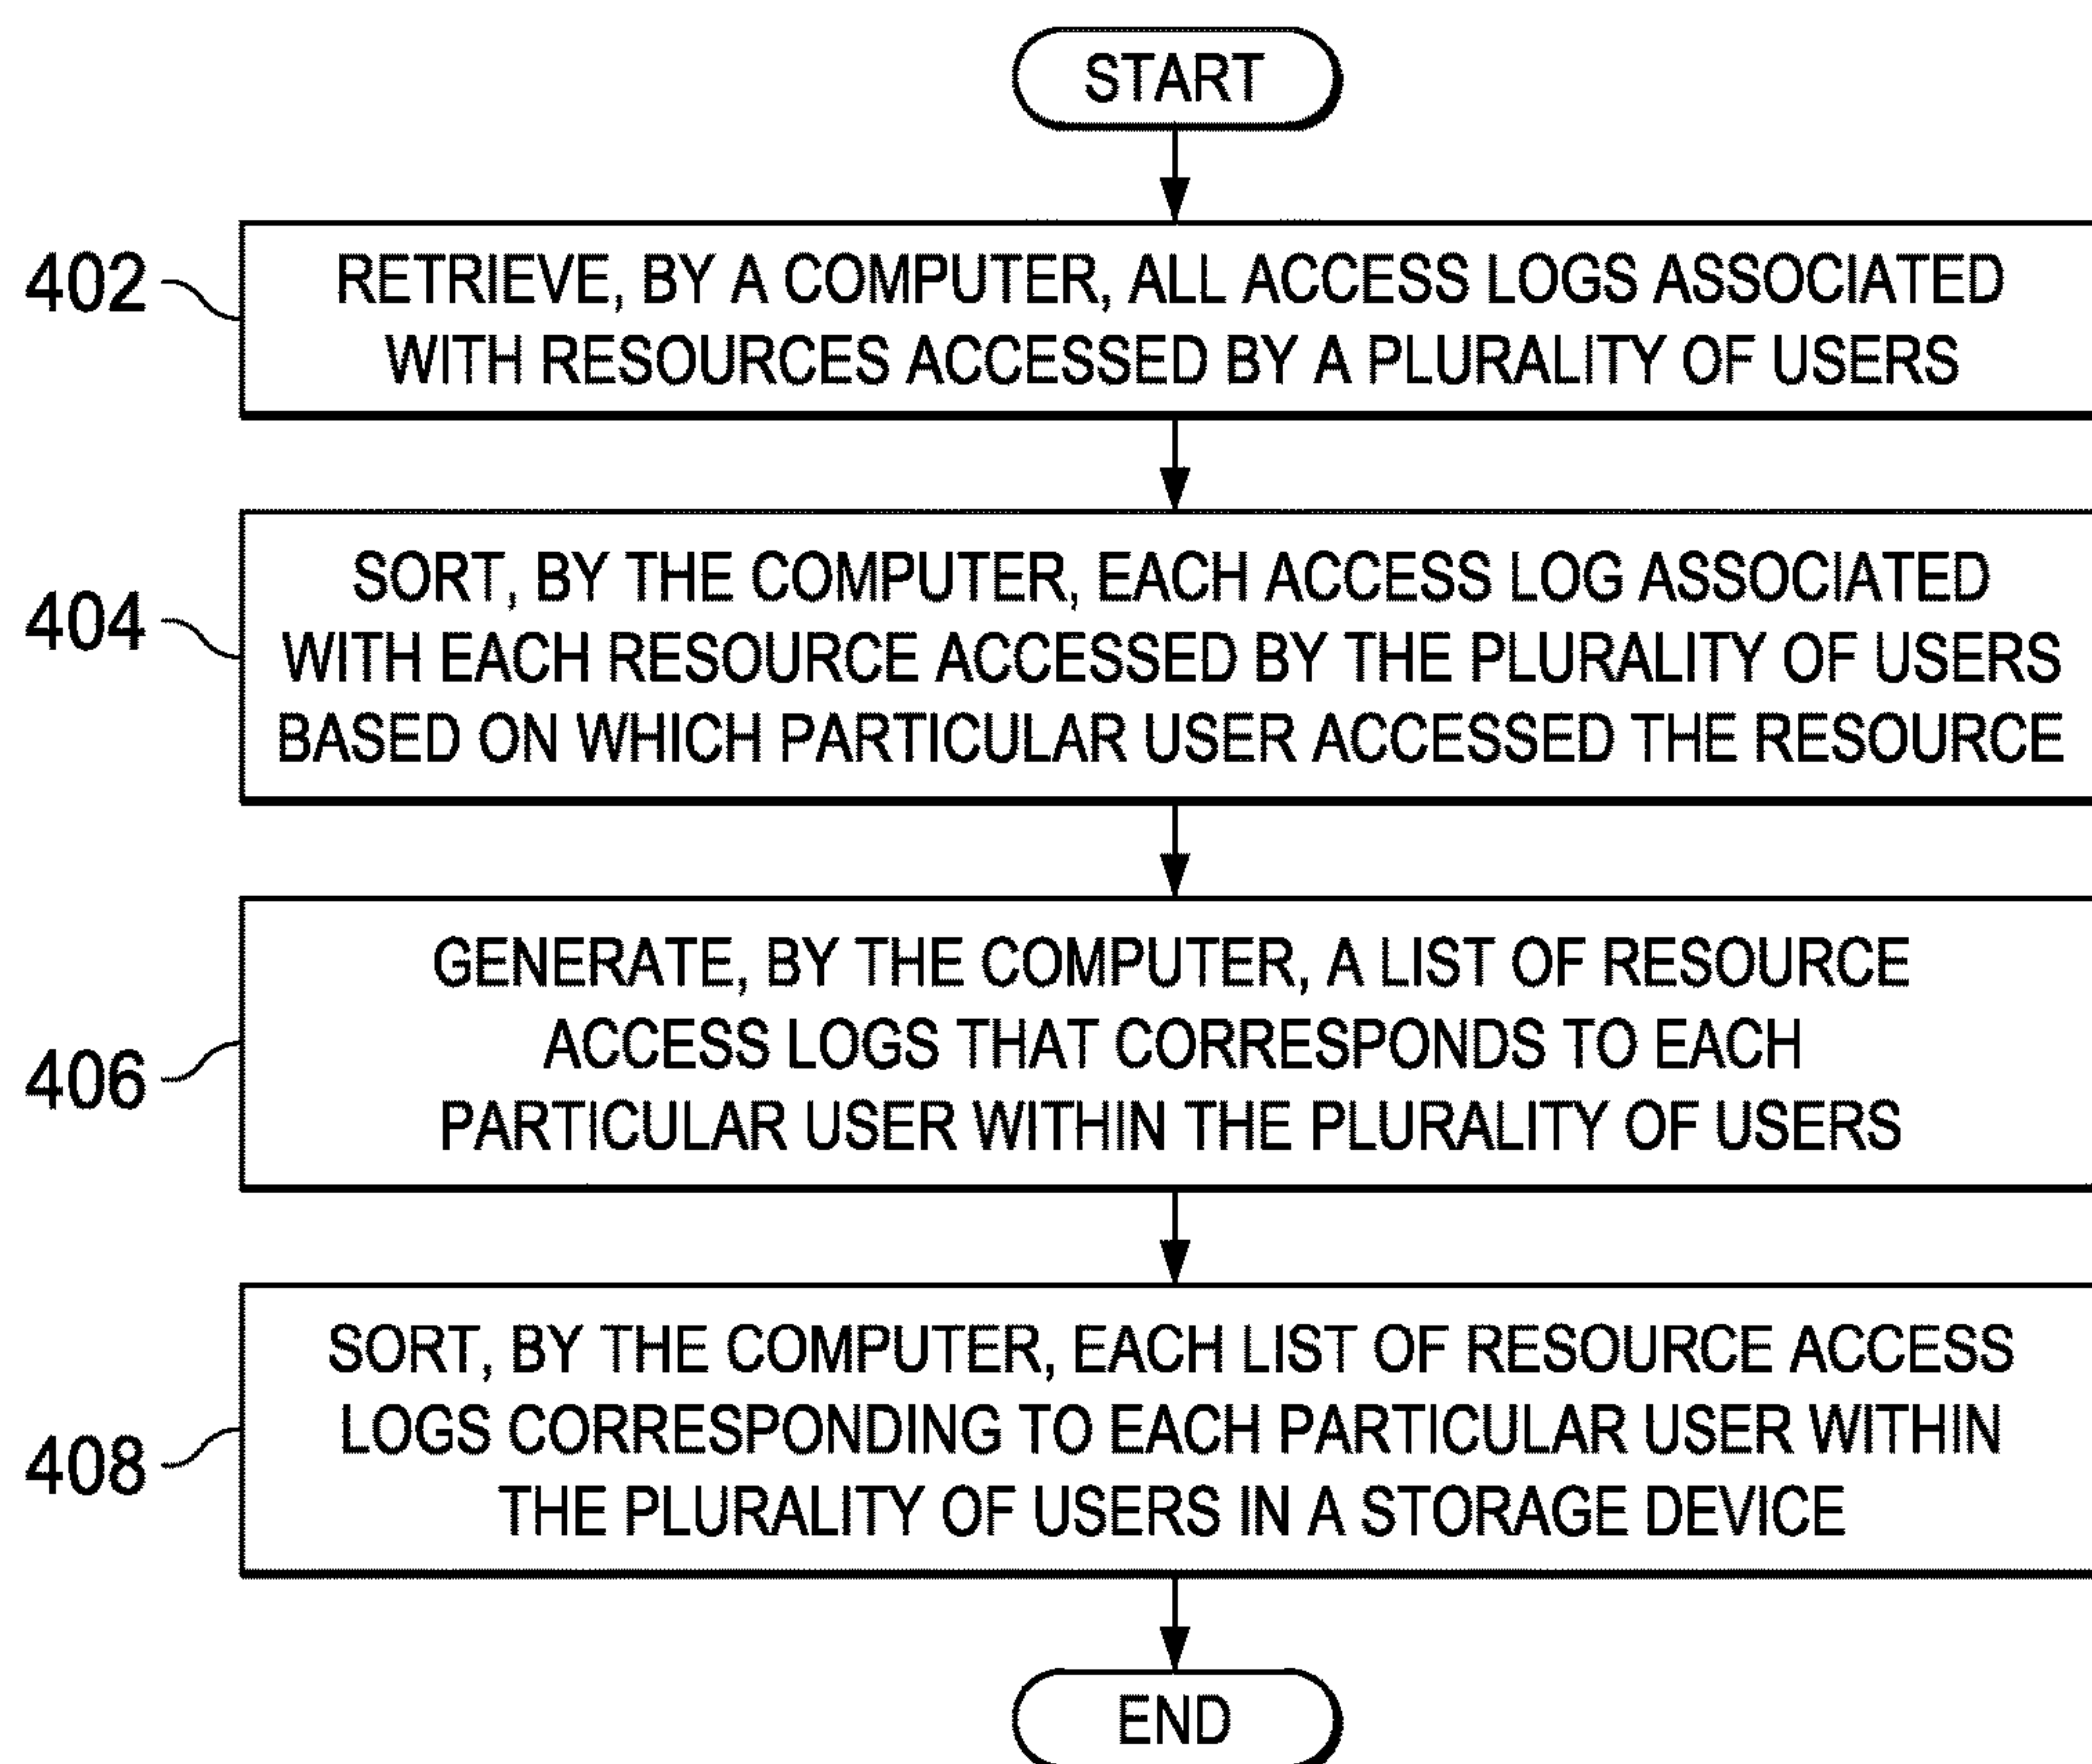 START
402
RETRIEVE, BY A COMPUTER, ALL ACCESS LOGS ASSOCIATED
WITH RESOURCES ACCESSED BY A PLURALITY OF USERS
404
SORT, BY THE COMPUTER, EACH ACCESS LOG ASSOCIATED
WITH EACH RESOURCE ACCESSED BY THE PLURALITY OF USERS
BASED ON WHICH PARTICULAR USER ACCESSED THE RESOURCE
406
GENERATE, BY THE COMPUTER, A LIST OF RESOURCE
ACCESS LOGS THAT CORRESPONDS TO EACH
PARTICULAR USER WITHIN THE PLURALITY OF USERS
408
SORT, BY THE COMPUTER, EACH LIST OF RESOURCE ACCESS
LOGS CORRESPONDING TO EACH PARTICULAR USER WITHIN
THE PLURALITY OF USERS IN A STORAGE DEVICE
END